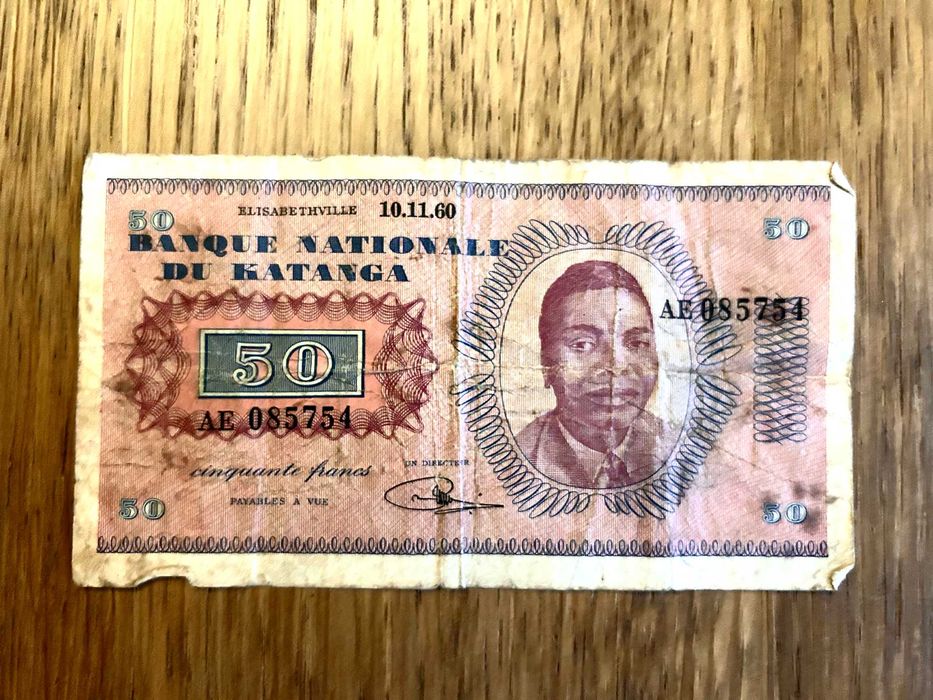 50 ELISABETHVILLE 10.11.60 50
BANQUE NATIONALE
DU KATANGA
AE 085754
50
AE 085754
cinquante francs UN DIRECTEUR
PAYABLES A VUE
50 50